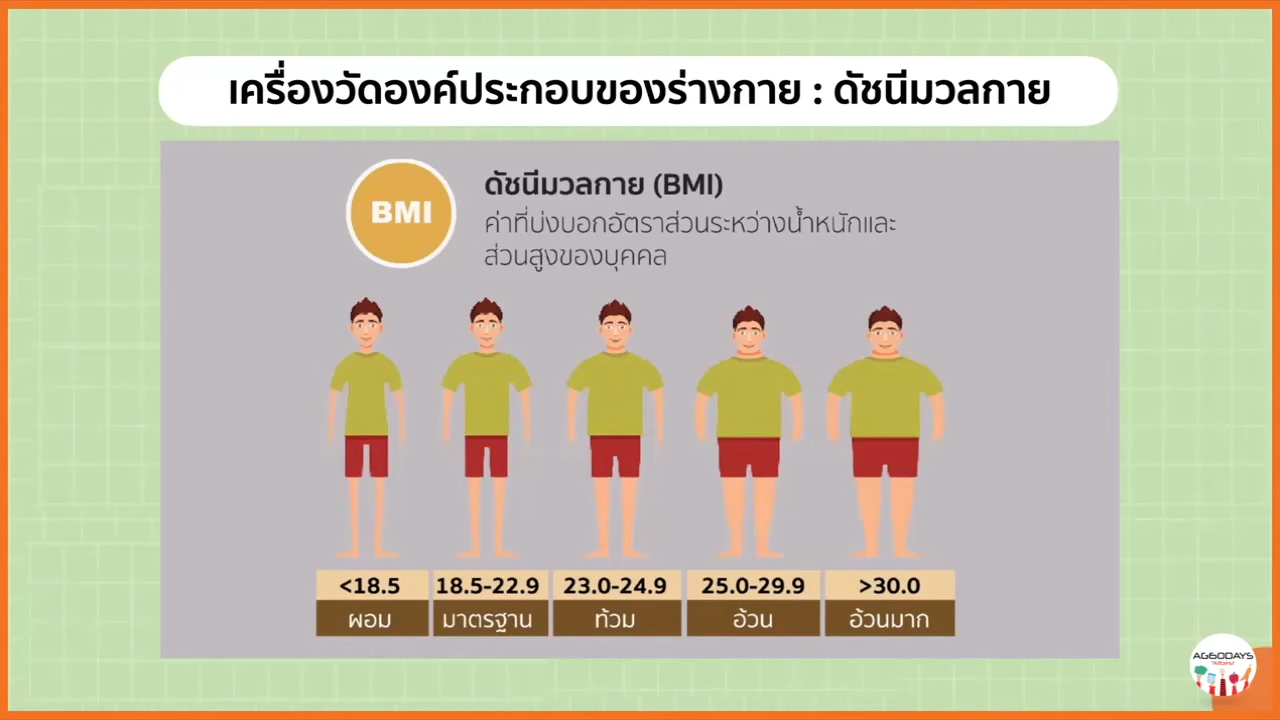 เครื่องวัดองค์ประกอบของร่างกาย : ดัชนีมวลกาย
BMI
ดัชนีมวลกาย (BMI)
ค่าที่บ่งบอกอัตราส่วนระหว่างน้ำหนักและ
ส่วนสูงของบุคคล
<18.5 18.5-22.9 23.0-24.9 25.0-29.9 >30.0
ผอม มาตรฐาน ท้วม อ้วน อ้วนมาก
AG60DAYS